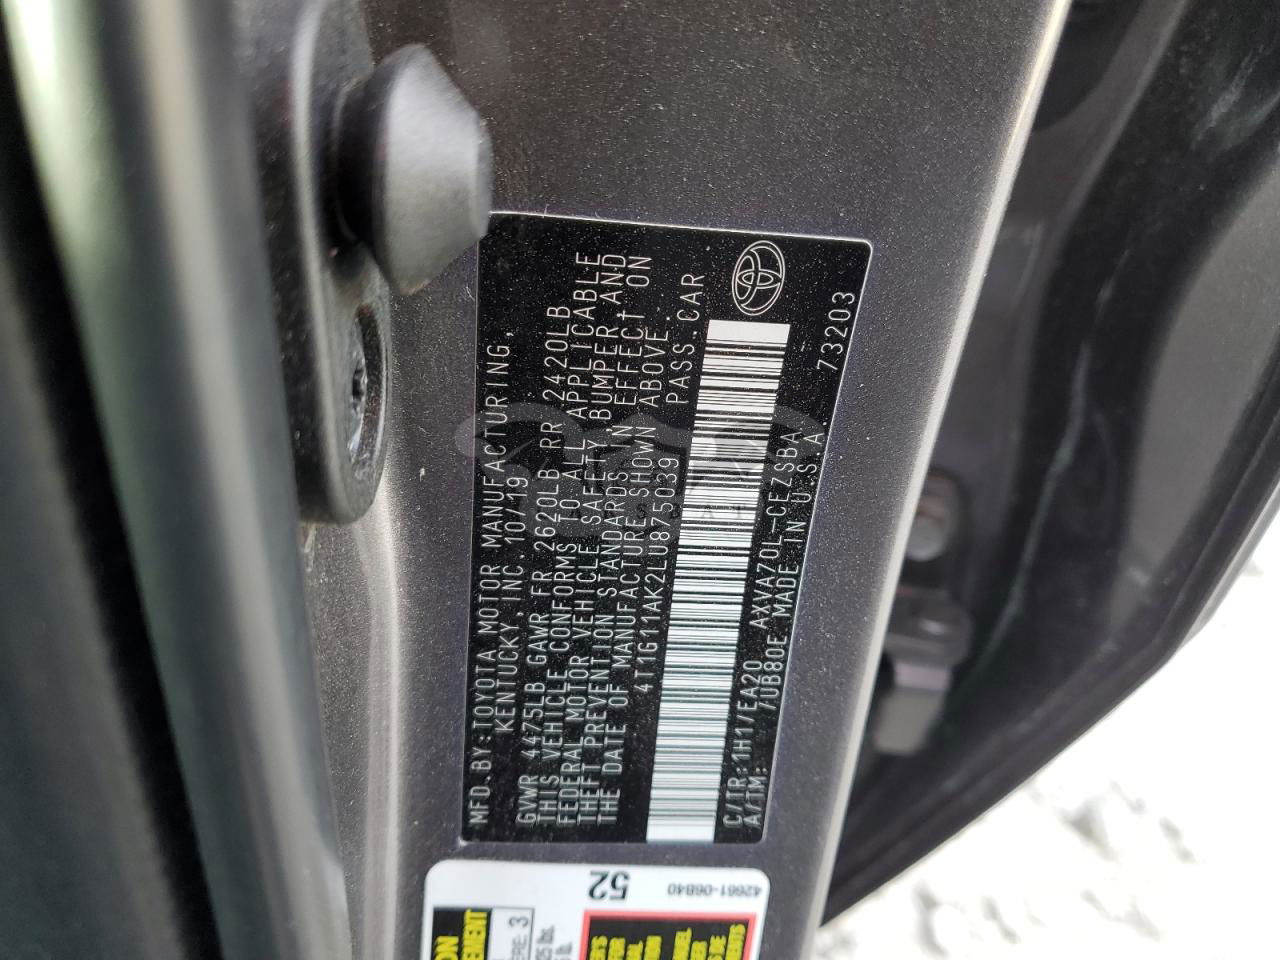 MFD. BY: TOYOTA MOTOR MANUFACTURING,
KENTUCKY, INC. 10/19
GVWR 4475LB GAWR FR 2620LB RR 2420LB
THIS VEHICLE CONFORMS TO ALL APPLICABLE
FEDERAL MOTOR VEHICLE SAFETY, BUMPER AND
THEFT PREVENTION STANDARDS IN EFFECT ON
THE DATE OF MANUFACTURE SHOWN ABOVE.
4T1G11AK2LU875039 PASS.CAR
C/TR: 1H1/EA20 AXVA70L-CEZSBA
A/TM: /UB80E MADE IN U.S.A.
73203
52
42661-06B40
3